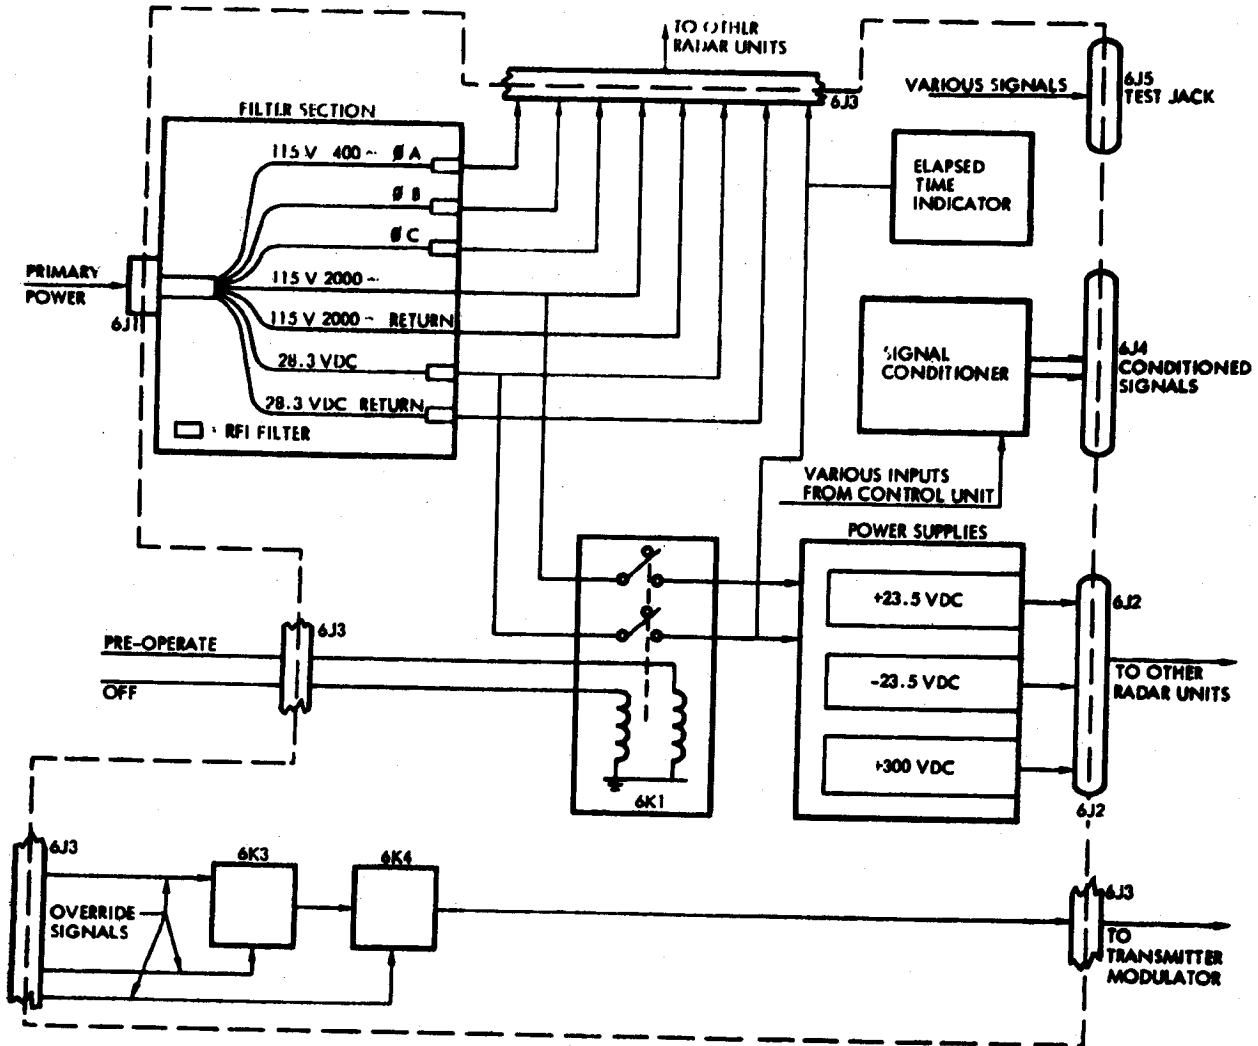 TO OTHER
RADAR UNITS
6J3
VARIOUS SIGNALS
6J5
TEST JACK
FILTER SECTION
115 V 400~ ØA
ØB
ØC
115 V 2000~
115 V 2000~ RETURN
28.3 VDC
28.3 VDC RETURN
RFI FILTER
PRIMARY
POWER
6J1
ELAPSED
TIME
INDICATOR
SIGNAL
CONDITIONER
6J4
CONDITIONED
SIGNALS
VARIOUS INPUTS
FROM CONTROL UNIT
POWER SUPPLIES
+23.5 VDC
-23.5 VDC
+300 VDC
6J2
TO OTHER
RADAR UNITS
6J2
PRE-OPERATE
OFF
6J3
6K1
6J3
OVERRIDE
SIGNALS
6K3
6K4
6J3
TO
TRANSMITTER
MODULATOR